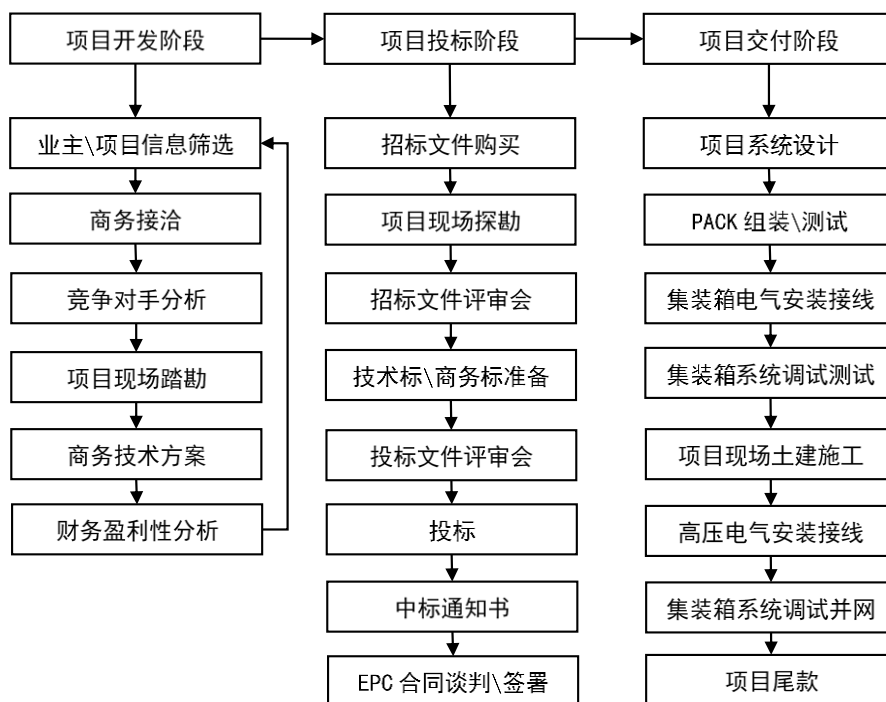 项目开发阶段
业主\项目信息筛选
商务接洽
竞争对手分析
项目现场踏勘
商务技术方案
财务盈利性分析
项目投标阶段
招标文件购买
项目现场探勘
招标文件评审会
技术标\商务标准备
投标文件评审会
投标
中标通知书
EPC 合同谈判\签署
项目交付阶段
项目系统设计
PACK 组装\测试
集装箱电气安装接线
集装箱系统调试测试
项目现场土建施工
高压电气安装接线
集装箱系统调试并网
项目尾款